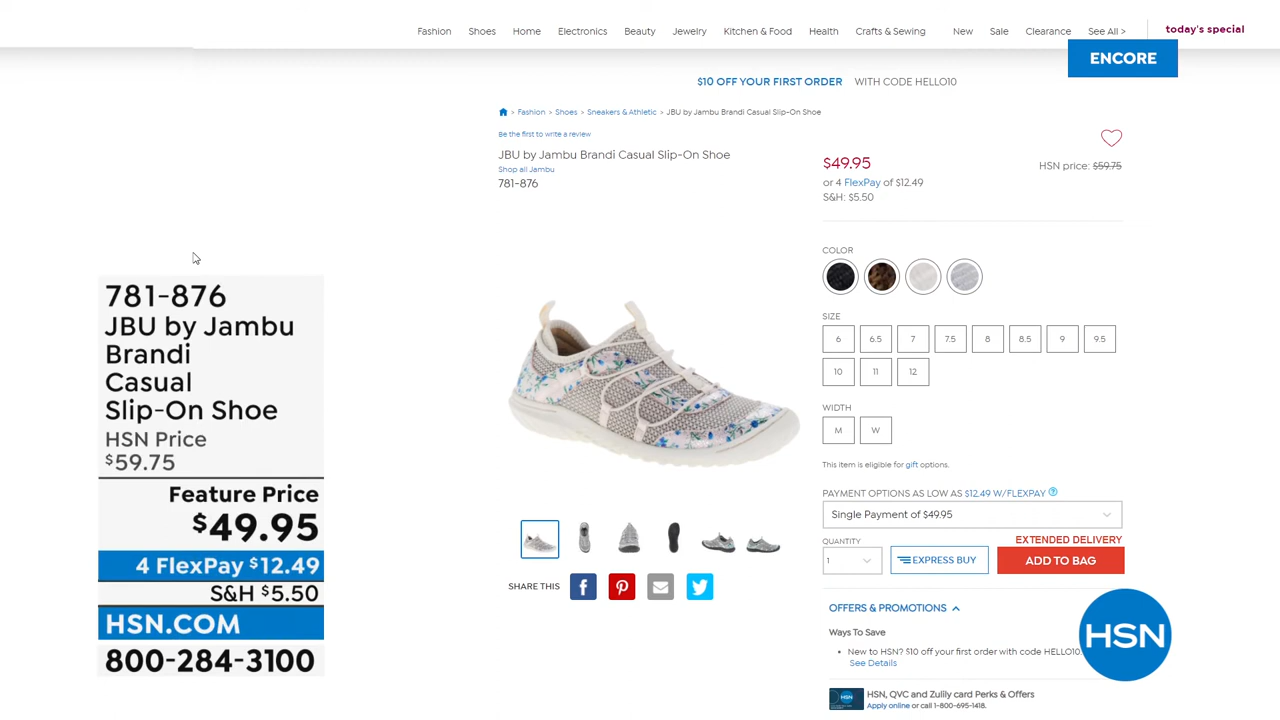 Fashion Shoes Home Electronics Beauty Jewelry Kitchen & Food Health Crafts & Sewing New Sale Clearance See All > today's special
ENCORE
$10 OFF YOUR FIRST ORDER WITH CODE HELLO10
> Fashion > Shoes > Sneakers & Athletic > JBU by Jambu Brandi Casual Slip-On Shoe
Be the first to write a review
JBU by Jambu Brandi Casual Slip-On Shoe
Shop all Jambu
781-876
$49.95
HSN price: $59.75
or 4 FlexPay of $12.49
S&H: $5.50
COLOR
SIZE
6 6.5 7 7.5 8 8.5 9 9.5
10 11 12
WIDTH
M W
This item is eligible for gift options.
PAYMENT OPTIONS AS LOW AS $12.49 W/FLEXPAY ?
Single Payment of $49.95
EXTENDED DELIVERY
QUANTITY
1
EXPRESS BUY
ADD TO BAG
SHARE THIS
OFFERS & PROMOTIONS
Ways To Save
• New to HSN? $10 off your first order with code HELLO10.
See Details
HSN, QVC and Zulily card Perks & Offers
Apply online or call 1-800-695-1418.
HSN
781-876
JBU by Jambu
Brandi
Casual
Slip-On Shoe
HSN Price
$59.75
Feature Price
$49.95
4 FlexPay $12.49
S&H $5.50
HSN.COM
800-284-3100